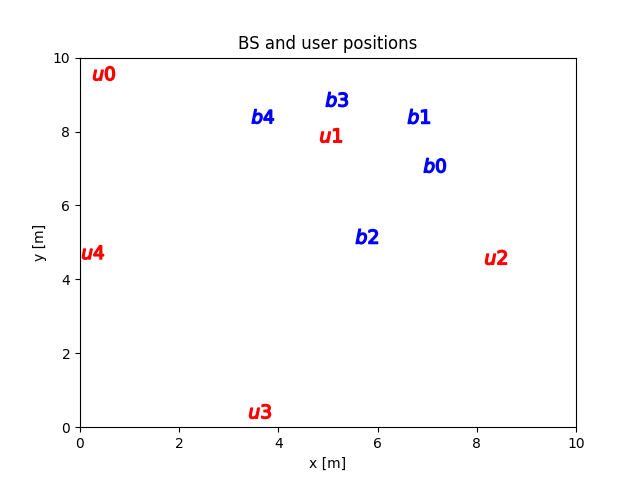 BS and user positions
10
u0
b3
b4
b1
8
u1
b0
6
b2
u4
u2
4
2
u3
0
0 2 4 6 8 10
x [m]
y [m]